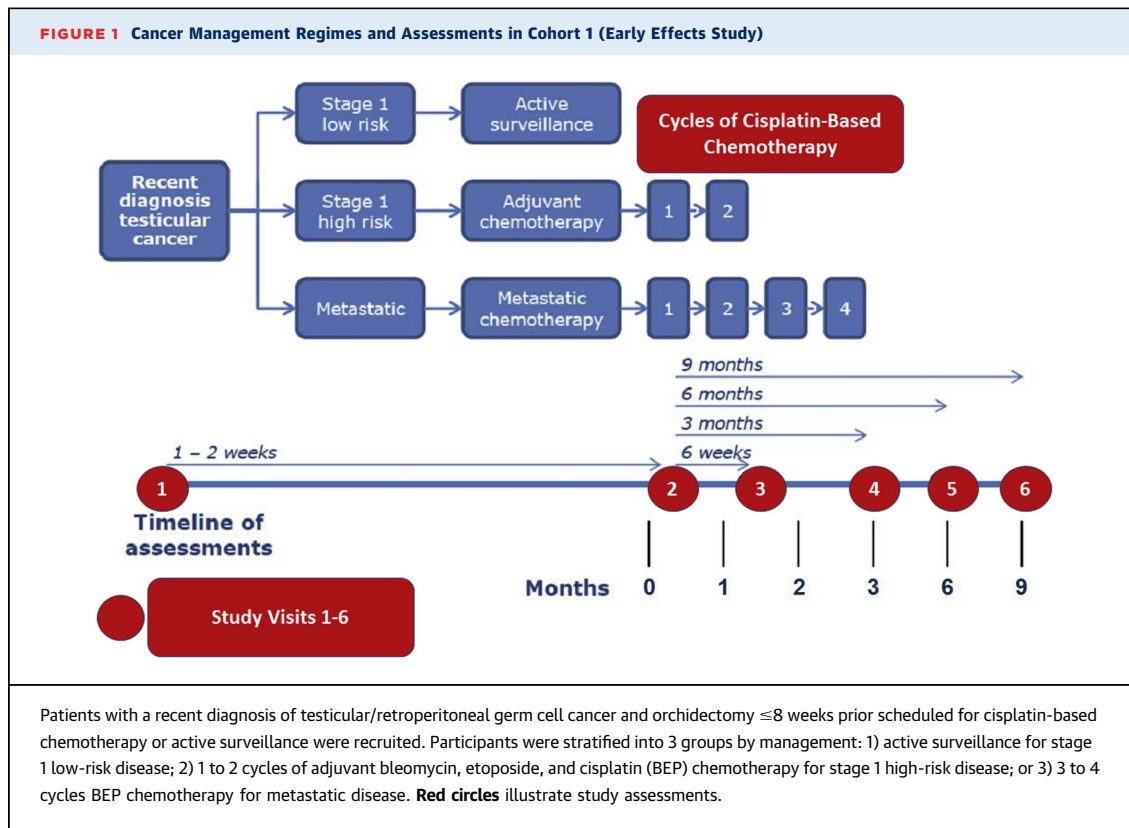 FIGURE 1 Cancer Management Regimes and Assessments in Cohort 1 (Early Effects Study)
Stage 1
low risk
Active
surveillance
Cycles of Cisplatin-Based
Chemotherapy
Recent
diagnosis
testicular
cancer
Stage 1
high risk
Adjuvant
chemotherapy
1
2
Metastatic
Metastatic
chemotherapy
1
2
3
4
9 months
6 months
3 months
1 – 2 weeks
6 weeks
1
2
3
4
5
6
Timeline of
assessments
Months
0
1
2
3
6
9
Study Visits 1-6
Patients with a recent diagnosis of testicular/retroperitoneal germ cell cancer and orchidectomy ≤8 weeks prior scheduled for cisplatin-based
chemotherapy or active surveillance were recruited. Participants were stratified into 3 groups by management: 1) active surveillance for stage
1 low-risk disease; 2) 1 to 2 cycles of adjuvant bleomycin, etoposide, and cisplatin (BEP) chemotherapy for stage 1 high-risk disease; or 3) 3 to 4
cycles BEP chemotherapy for metastatic disease. Red circles illustrate study assessments.